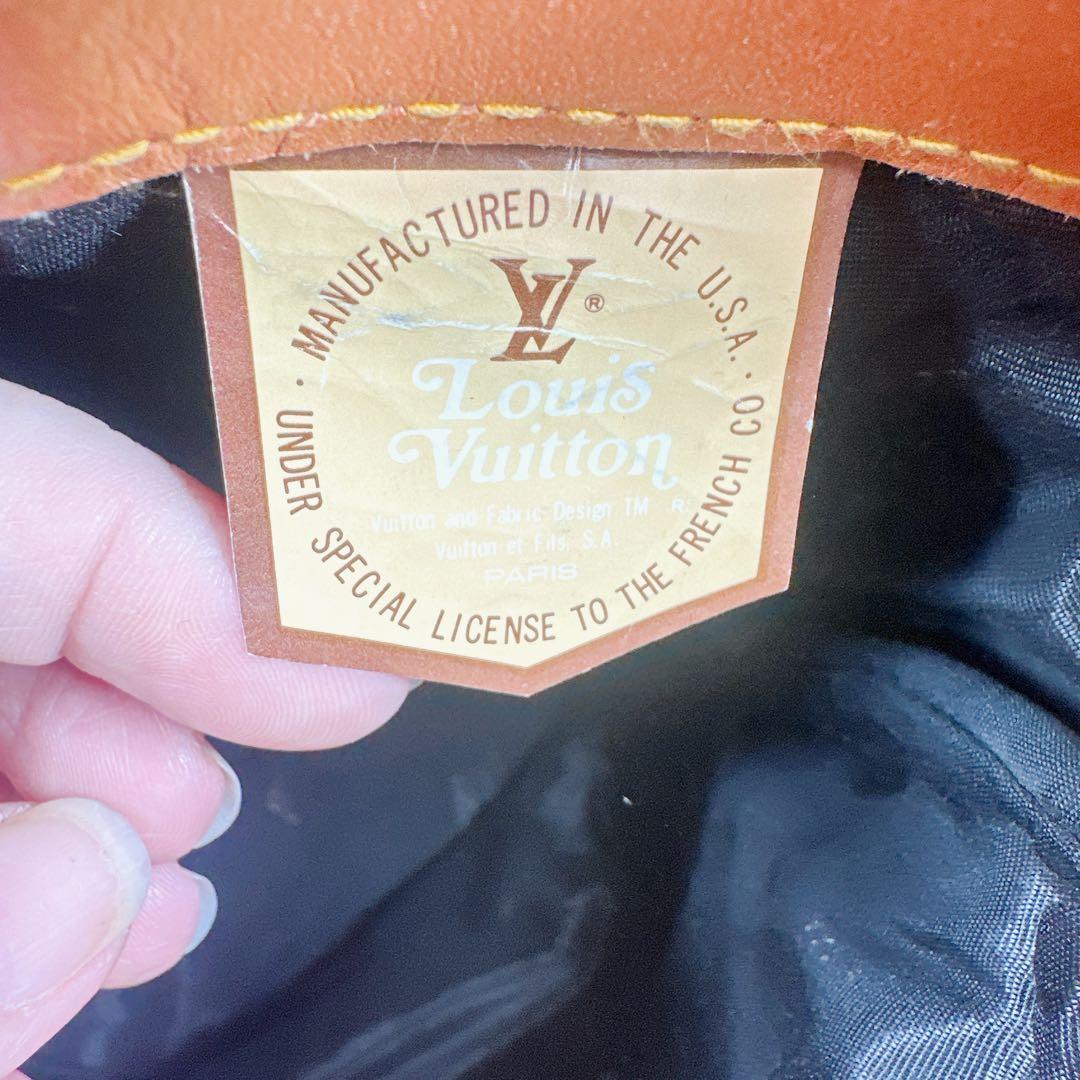 · MANUFACTURED IN THE U.S.A. ·
LV ®
Louis
Vuitton
Vuitton and Fabric Design TM R
Vuitton et Fils, S.A.
PARIS
UNDER SPECIAL LICENSE TO THE FRENCH CO